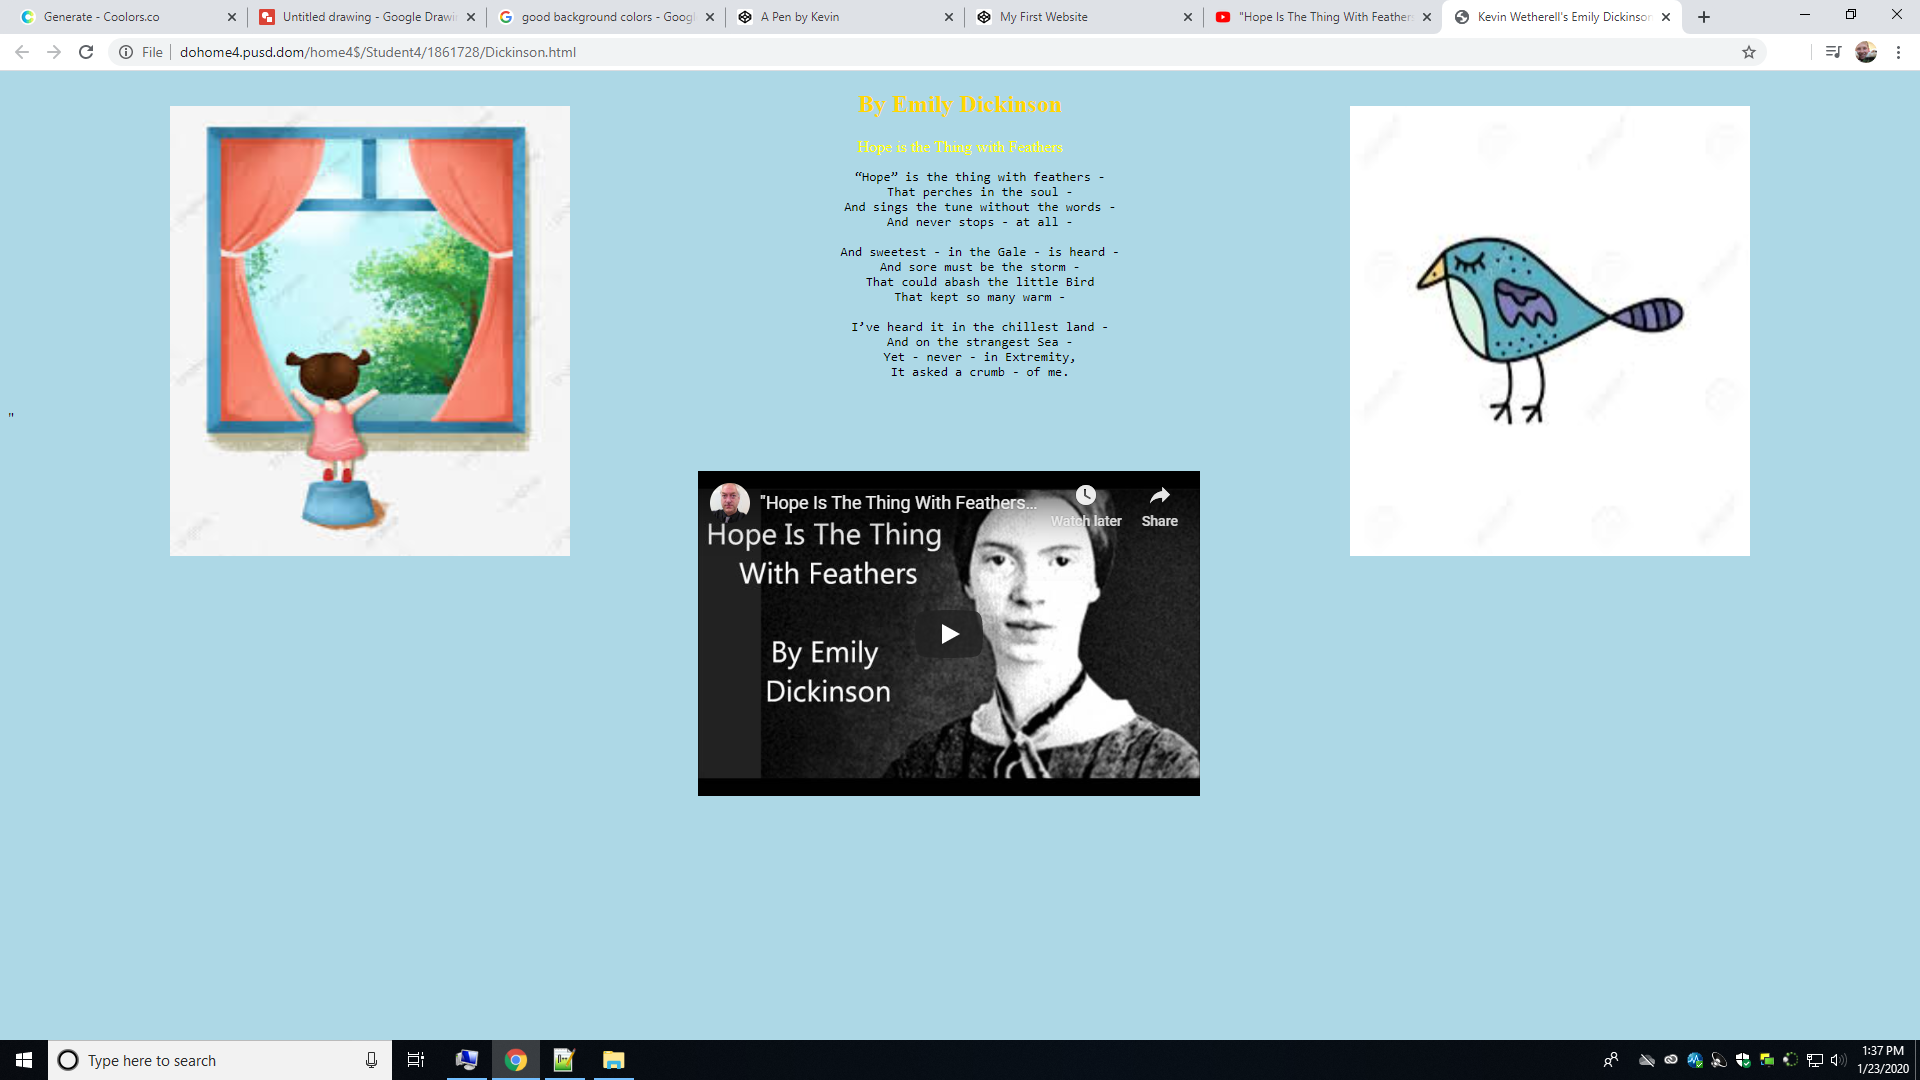 Generate - Coolors.co
Untitled drawing - Google Drawi
good background colors - Googl
A Pen by Kevin
My First Website
"Hope Is The Thing With Feather
Kevin Wetherell's Emily Dickinson
File
dohome4.pusd.dom/home4$/Student4/1861728/Dickinson.html
By Emily Dickinson
Hope is the Thing with Feathers
“Hope” is the thing with feathers -
That perches in the soul -
And sings the tune without the words -
And never stops - at all -
And sweetest - in the Gale - is heard -
And sore must be the storm -
That could abash the little Bird
That kept so many warm -
I’ve heard it in the chillest land -
And on the strangest Sea -
Yet - never - in Extremity,
It asked a crumb - of me.
"
"Hope Is The Thing With Feathers...
Watch later
Share
Hope Is The Thing
With Feathers
By Emily
Dickinson
Type here to search
1:37 PM
1/23/2020